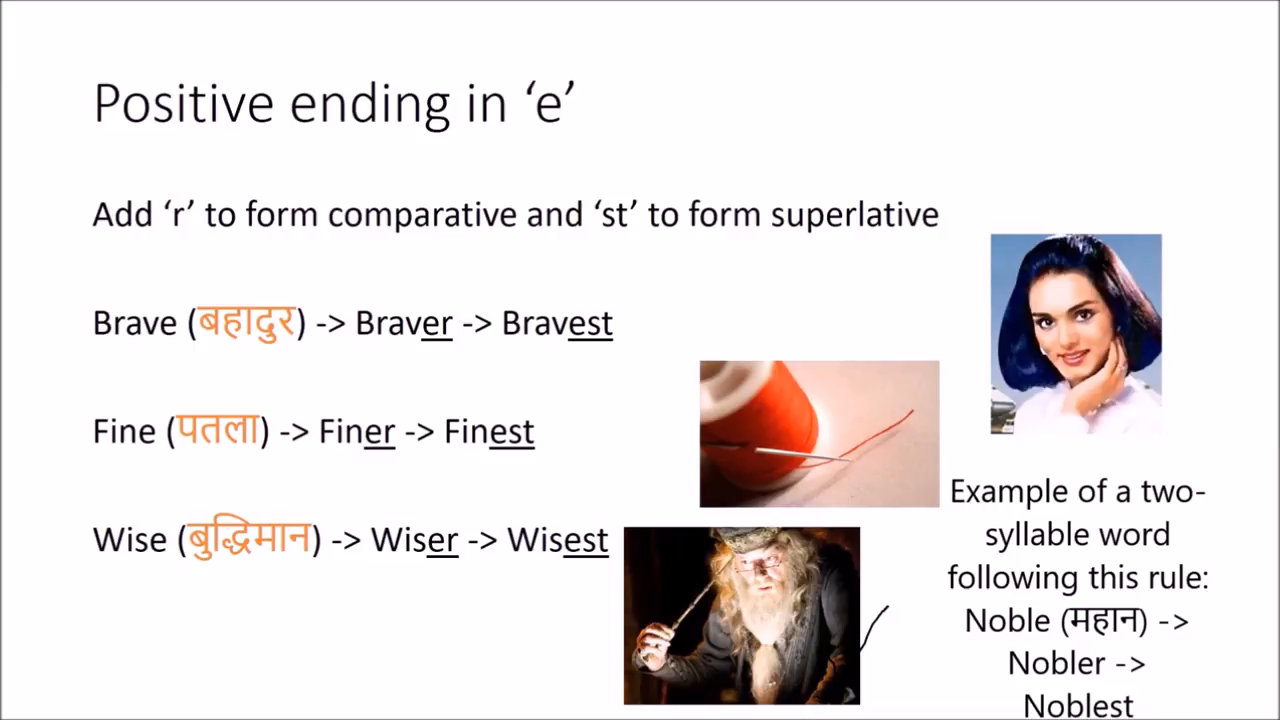 Positive ending in ‘e’
Add ‘r’ to form comparative and ‘st’ to form superlative
Brave (बहादुर) -> Braver -> Bravest
Fine (पतला) -> Finer -> Finest
Wise (बुद्धिमान) -> Wiser -> Wisest
Example of a two-
syllable word
following this rule:
Noble (महान) ->
Nobler ->
Noblest